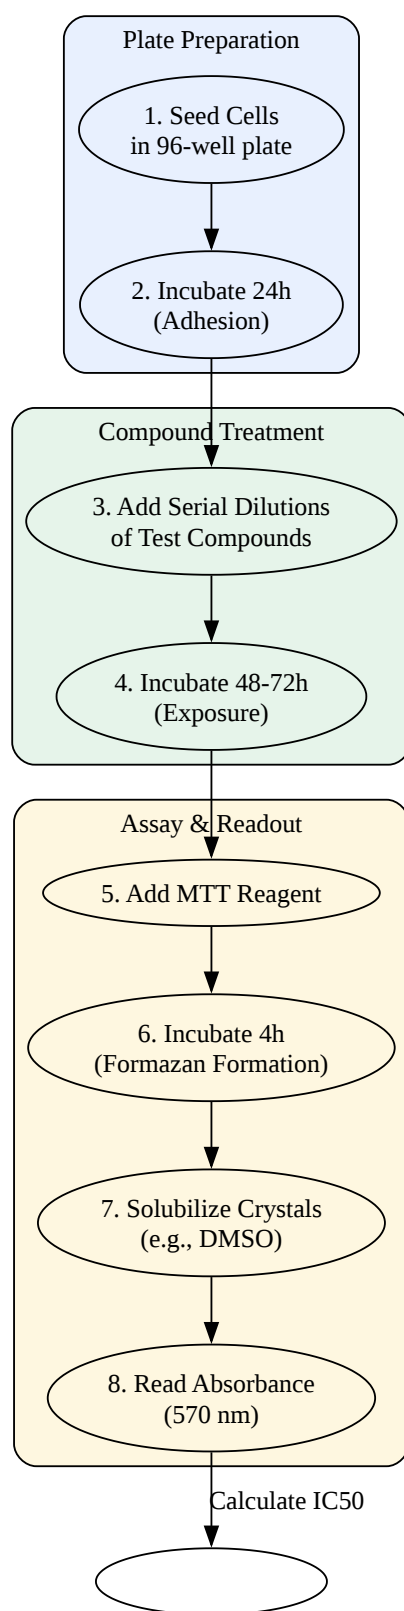 Plate Preparation
1. Seed Cells
in 96-well plate
2. Incubate 24h
(Adhesion)
Compound Treatment
3. Add Serial Dilutions
of Test Compounds
4. Incubate 48-72h
(Exposure)
Assay & Readout
5. Add MTT Reagent
6. Incubate 4h
(Formazan Formation)
7. Solubilize Crystals
(e.g., DMSO)
8. Read Absorbance
(570 nm)
Calculate IC50